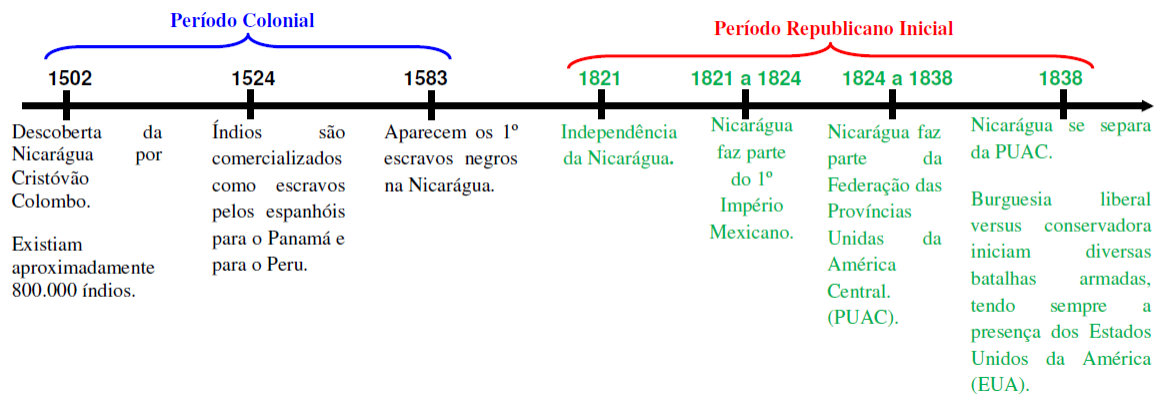 Período Colonial
Período Republicano Inicial
1502
Descoberta da
Nicarágua por
Cristóvão
Colombo.
Existiam
aproximadamente
800.000 índios.
1524
Índios são
comercializados
como escravos
pelos espanhóis
para o Panamá e
para o Peru.
1583
Aparecem os 1º
escravos negros
na Nicarágua.
1821
Independência
da Nicarágua.
1821 a 1824
Nicarágua
faz parte
do 1º
Império
Mexicano.
1824 a 1838
Nicarágua faz
parte da
Federação das
Províncias
Unidas da
América
Central.
(PUAC).
1838
Nicarágua se separa
da PUAC.
Burguesia liberal
versus conservadora
iniciam diversas
batalhas armadas,
tendo sempre a
presença dos Estados
Unidos da América
(EUA).